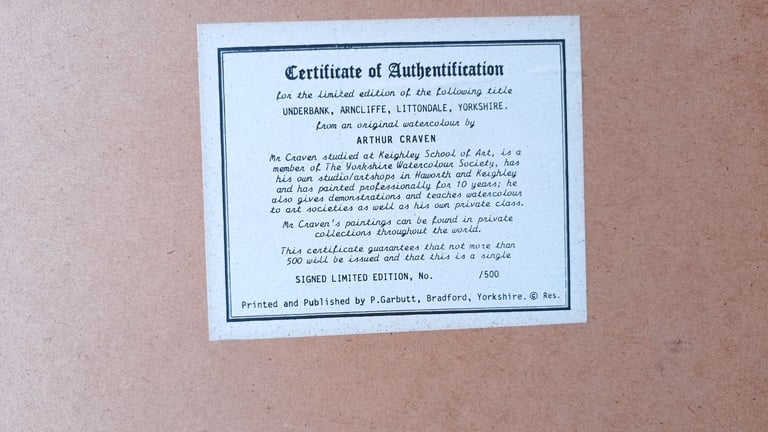 Certificate of Authentification
for the limited edition of the following title
UNDERBANK, ARNCLIFFE, LITTONDALE, YORKSHIRE.
from an original watercolour by
ARTHUR CRAVEN
Mr Craven studied at Keighley School of Art, is a
member of The Yorkshire Watercolour Society, has
his own studio/artshops in Haworth and Keighley
and has painted professionally for 10 years; he
also gives demonstrations and teaches watercolour
to art societies as well as his own private class.
Mr Craven's paintings can be found in private
collections throughout the world.
This certificate guarantees that not more than
500 will be issued and that this is a single
SIGNED LIMITED EDITION, No. /500
Printed and Published by P.Garbutt, Bradford, Yorkshire. © Res.